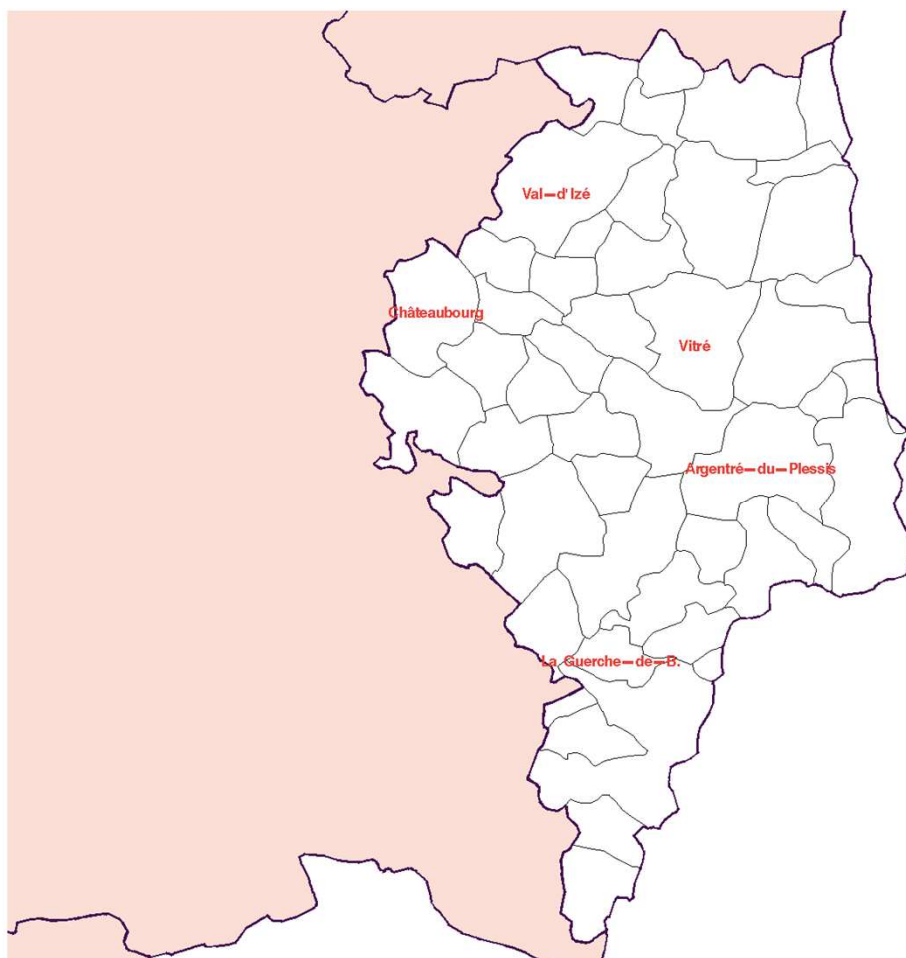 Val-d'Izé
Châteaubourg
Vitré
Argentré-du-Plessis
La Guerche-de-B.